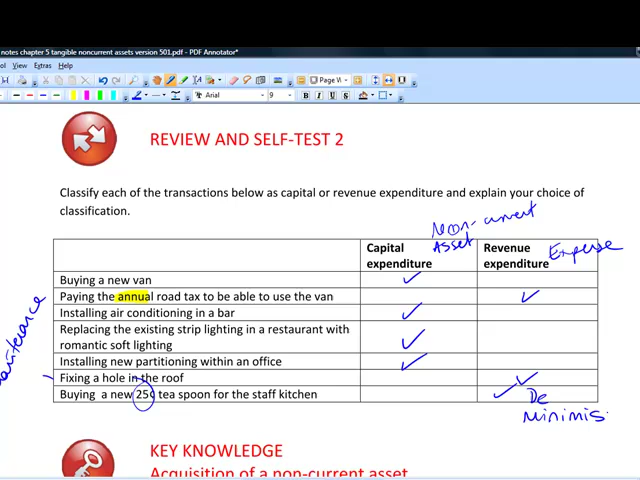 notes chapter 5 tangible noncurrent assets version 501.pdf - PDF Annotator*
View Extras Help
Page W
Arial 9 B I U S
REVIEW AND SELF-TEST 2
Classify each of the transactions below as capital or revenue expenditure and explain your choice of
classification.
Non-current
Asset
Capital
expenditure
Expense
Revenue
expenditure
Buying a new van
Paying the annual road tax to be able to use the van
Installing air conditioning in a bar
Replacing the existing strip lighting in a restaurant with
romantic soft lighting
Installing new partitioning within an office
Fixing a hole in the roof
Buying a new 25¢ tea spoon for the staff kitchen
De
minimis
KEY KNOWLEDGE
Acquisition of a non-current asset